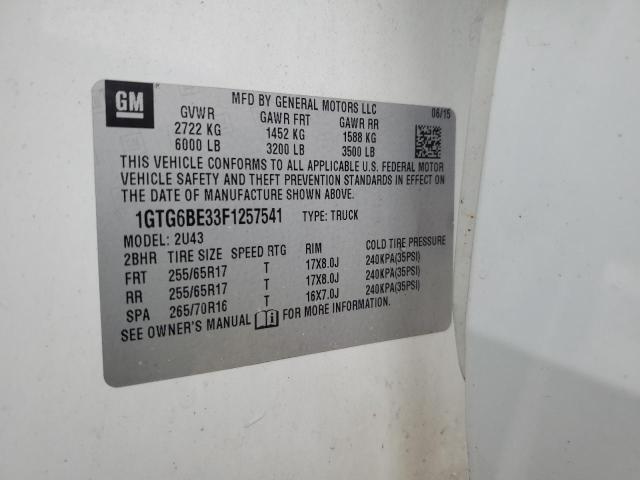 GM
MFD BY GENERAL MOTORS LLC 06/15
GVWR GAWR FRT GAWR RR
2722 KG 1452 KG 1588 KG
6000 LB 3200 LB 3500 LB
THIS VEHICLE CONFORMS TO ALL APPLICABLE U.S. FEDERAL MOTOR
VEHICLE SAFETY AND THEFT PREVENTION STANDARDS IN EFFECT ON
THE DATE OF MANUFACTURE SHOWN ABOVE.
1GTG6BE33F1257541 TYPE: TRUCK
MODEL: 2U43
2BHR TIRE SIZE SPEED RTG RIM COLD TIRE PRESSURE
FRT 255/65R17 T 17X8.0J 240KPA(35PSI)
RR 255/65R17 T 17X8.0J 240KPA(35PSI)
SPA 265/70R16 T 16X7.0J 240KPA(35PSI)
SEE OWNER'S MANUAL FOR MORE INFORMATION.